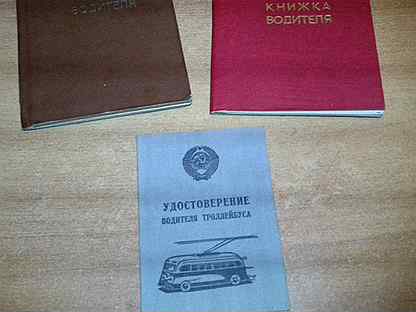 ВОДИТЕЛЯ
КНИЖКА
ВОДИТЕЛЯ
УДОСТОВЕРЕНИЕ
ВОДИТЕЛЯ ТРОЛЛЕЙБУСА